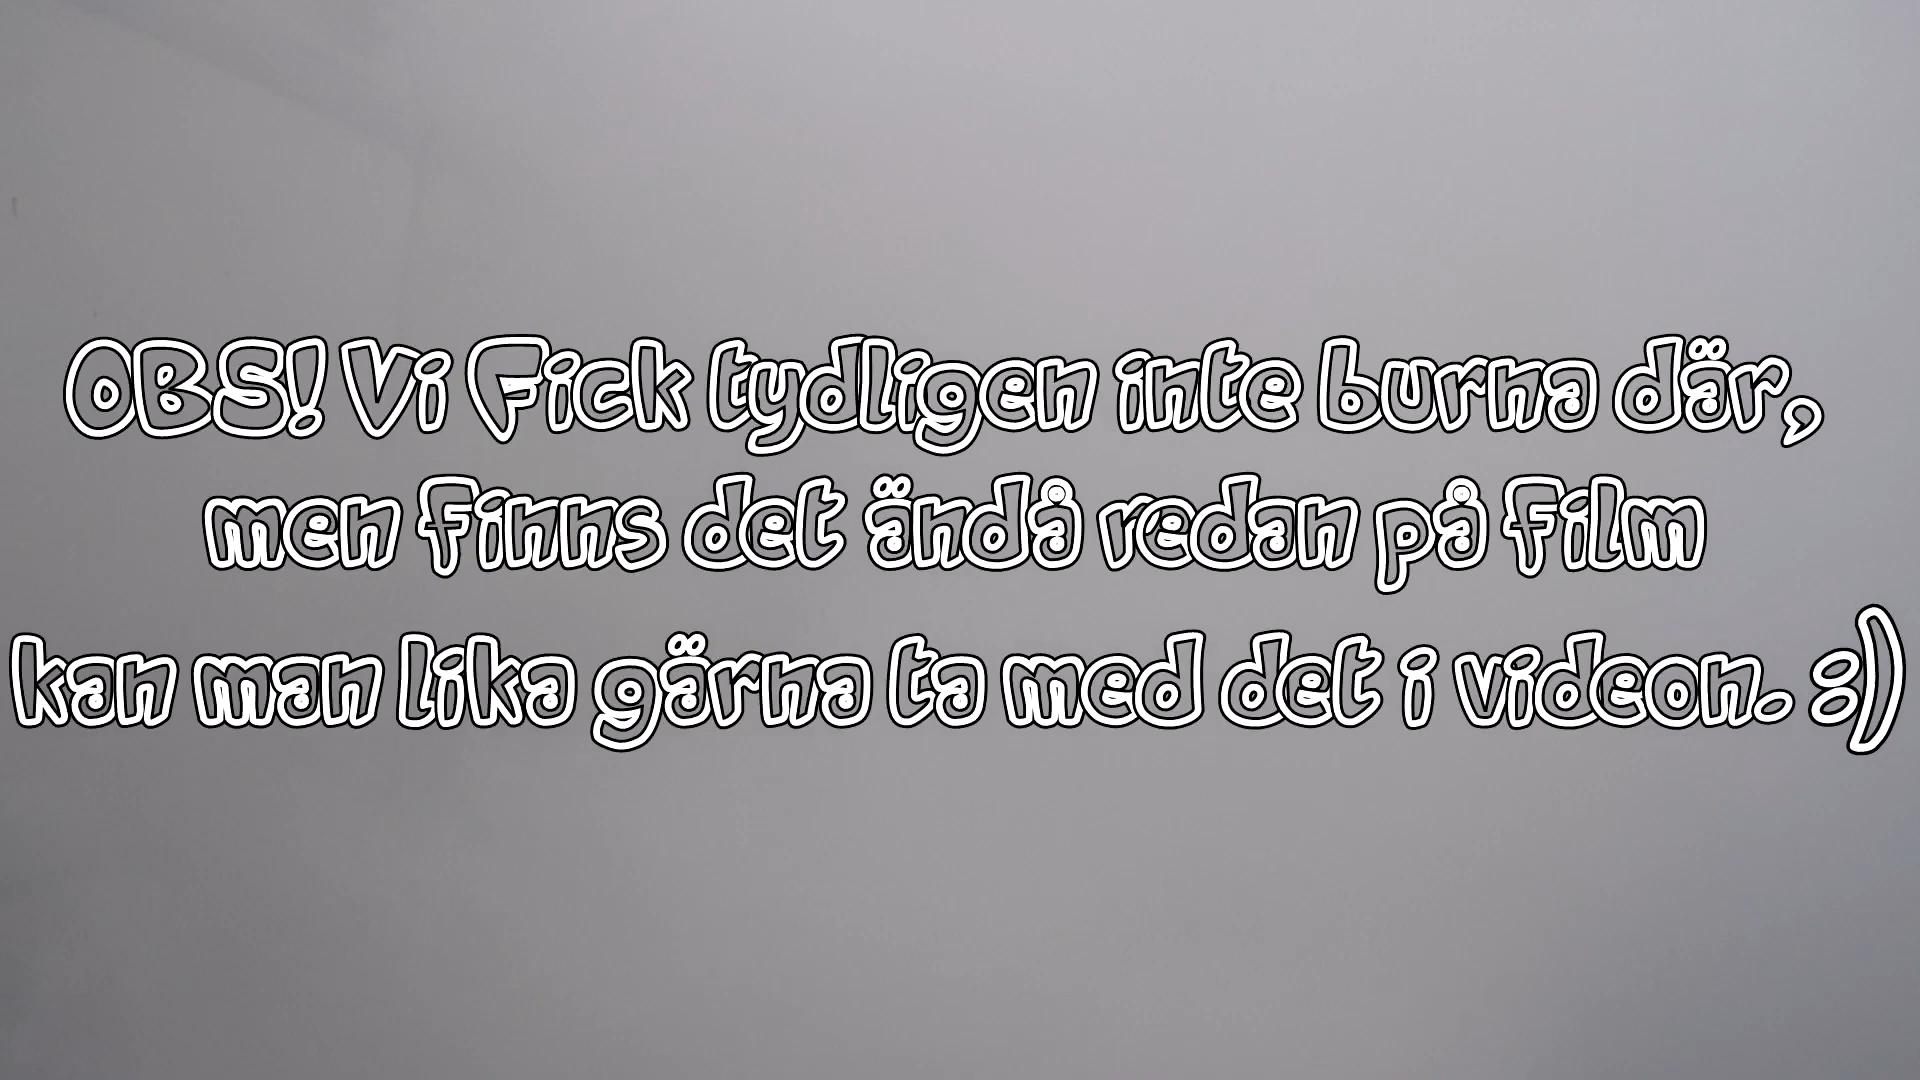 OBS! Vi Fick tydligen inte burna där,
men finns det ändå redan på film
kan man lika gärna ta med det i videon. :)